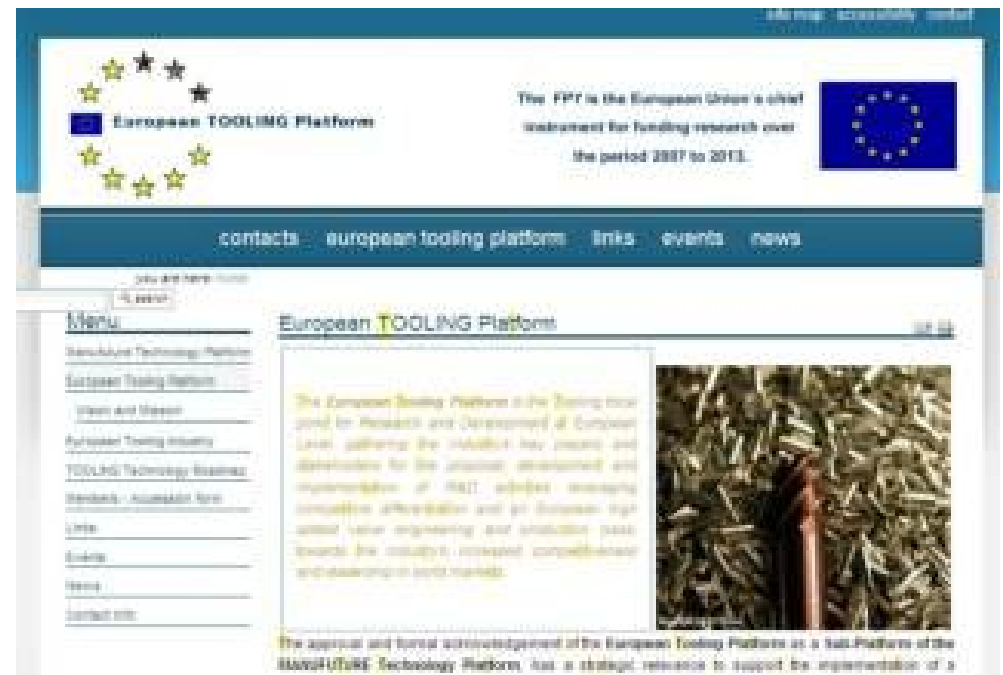 site map accessibility contact
European TOOLING Platform
The FP7 is the European Union's chief
instrument for funding research over
the period 2007 to 2013.
contacts european tooling platform links events news
you are here: home
search
Menu
European TOOLING Platform
Manufuture Technology Platform
European Tooling Platform
Vision and Mission
European Tooling Industry
TOOLING Technology Roadmap
Members - Accession form
Links
Events
News
Contact Info
The European Tooling Platform is the Tooling focal
point for Research and Development at European
Level, gathering the industry's key players and
stakeholders for the proposal, development and
implementation of R&D activities leveraging
competitive differentiation and an European high
added value engineering and production base,
towards the industry's increased competitiveness
and leadership in world markets.
The approval and formal acknowledgement of the European Tooling Platform as a Sub-Platform of the
MANUFUTURE Technology Platform, has a strategic relevance to support the implementation of a